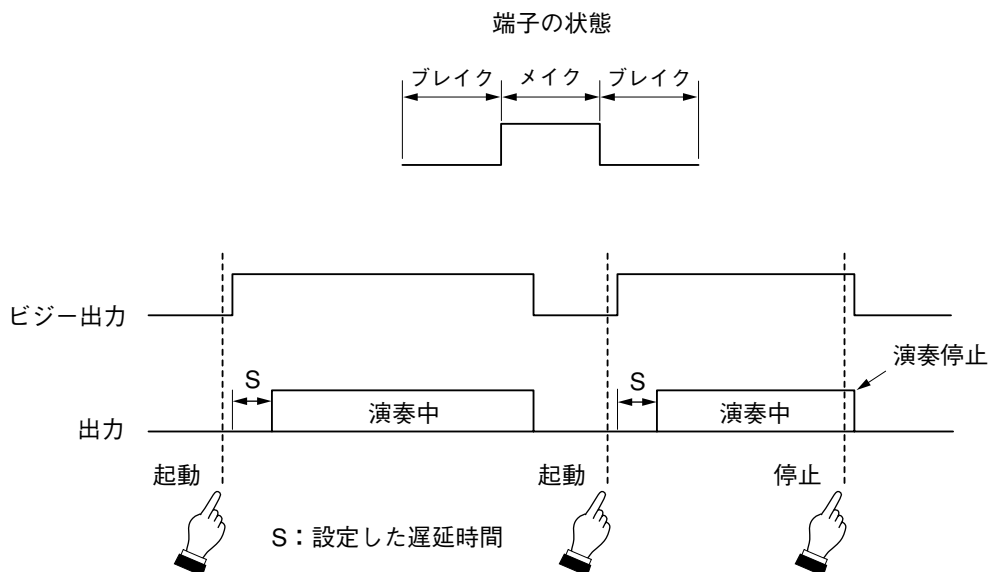 端子の状態
ブレイク メイク ブレイク
ビジー出力
演奏停止
S S
演奏中 演奏中
出力
起動 起動 停止
S：設定した遅延時間